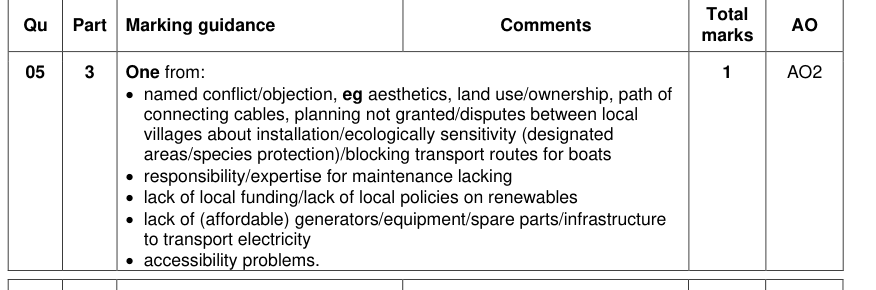 Qu Part Marking guidance Comments Total marks AO
05 3 One from: 1 AO2
• named conflict/objection, eg aesthetics, land use/ownership, path of
connecting cables, planning not granted/disputes between local
villages about installation/ecologically sensitivity (designated
areas/species protection)/blocking transport routes for boats
• responsibility/expertise for maintenance lacking
• lack of local funding/lack of local policies on renewables
• lack of (affordable) generators/equipment/spare parts/infrastructure
to transport electricity
• accessibility problems.